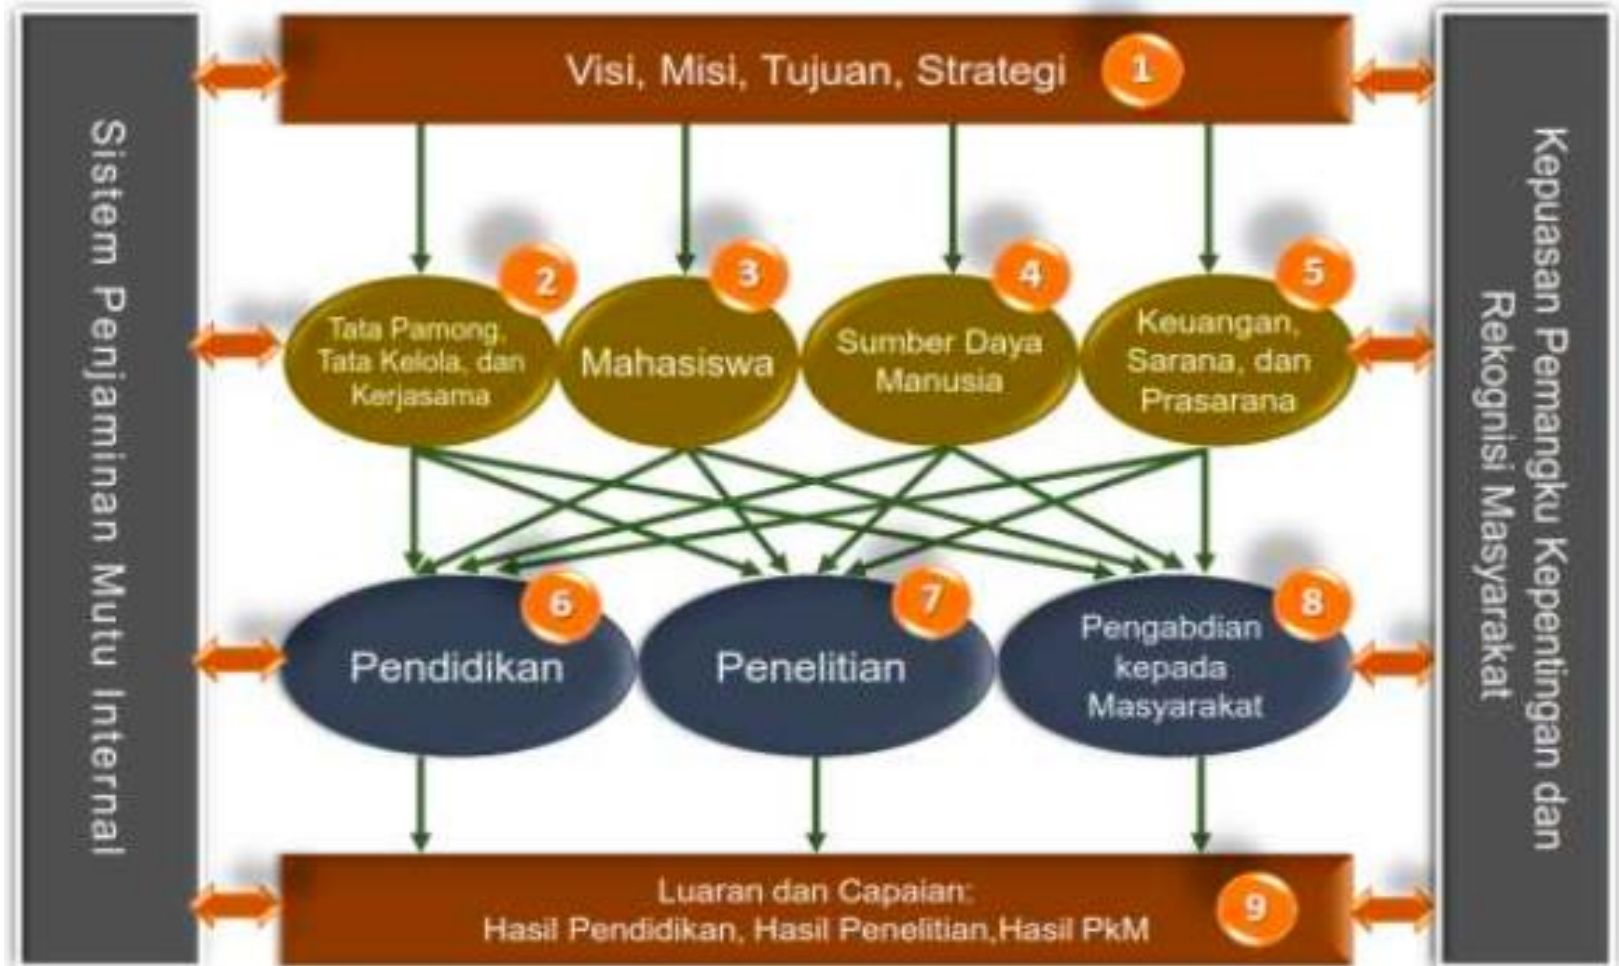 Visi, Misi, Tujuan, Strategi
1
Sistem Penjaminan Mutu Internal
Kepuasan Pemangku Kepentingan dan
Rekognisi Masyarakat
2
Tata Pamong,
Tata Kelola, dan
Kerjasama
3
Mahasiswa
4
Sumber Daya
Manusia
5
Keuangan,
Sarana, dan
Prasarana
6
Pendidikan
7
Penelitian
8
Pengabdian
kepada
Masyarakat
Luaran dan Capaian:
Hasil Pendidikan, Hasil Penelitian,Hasil PkM
9